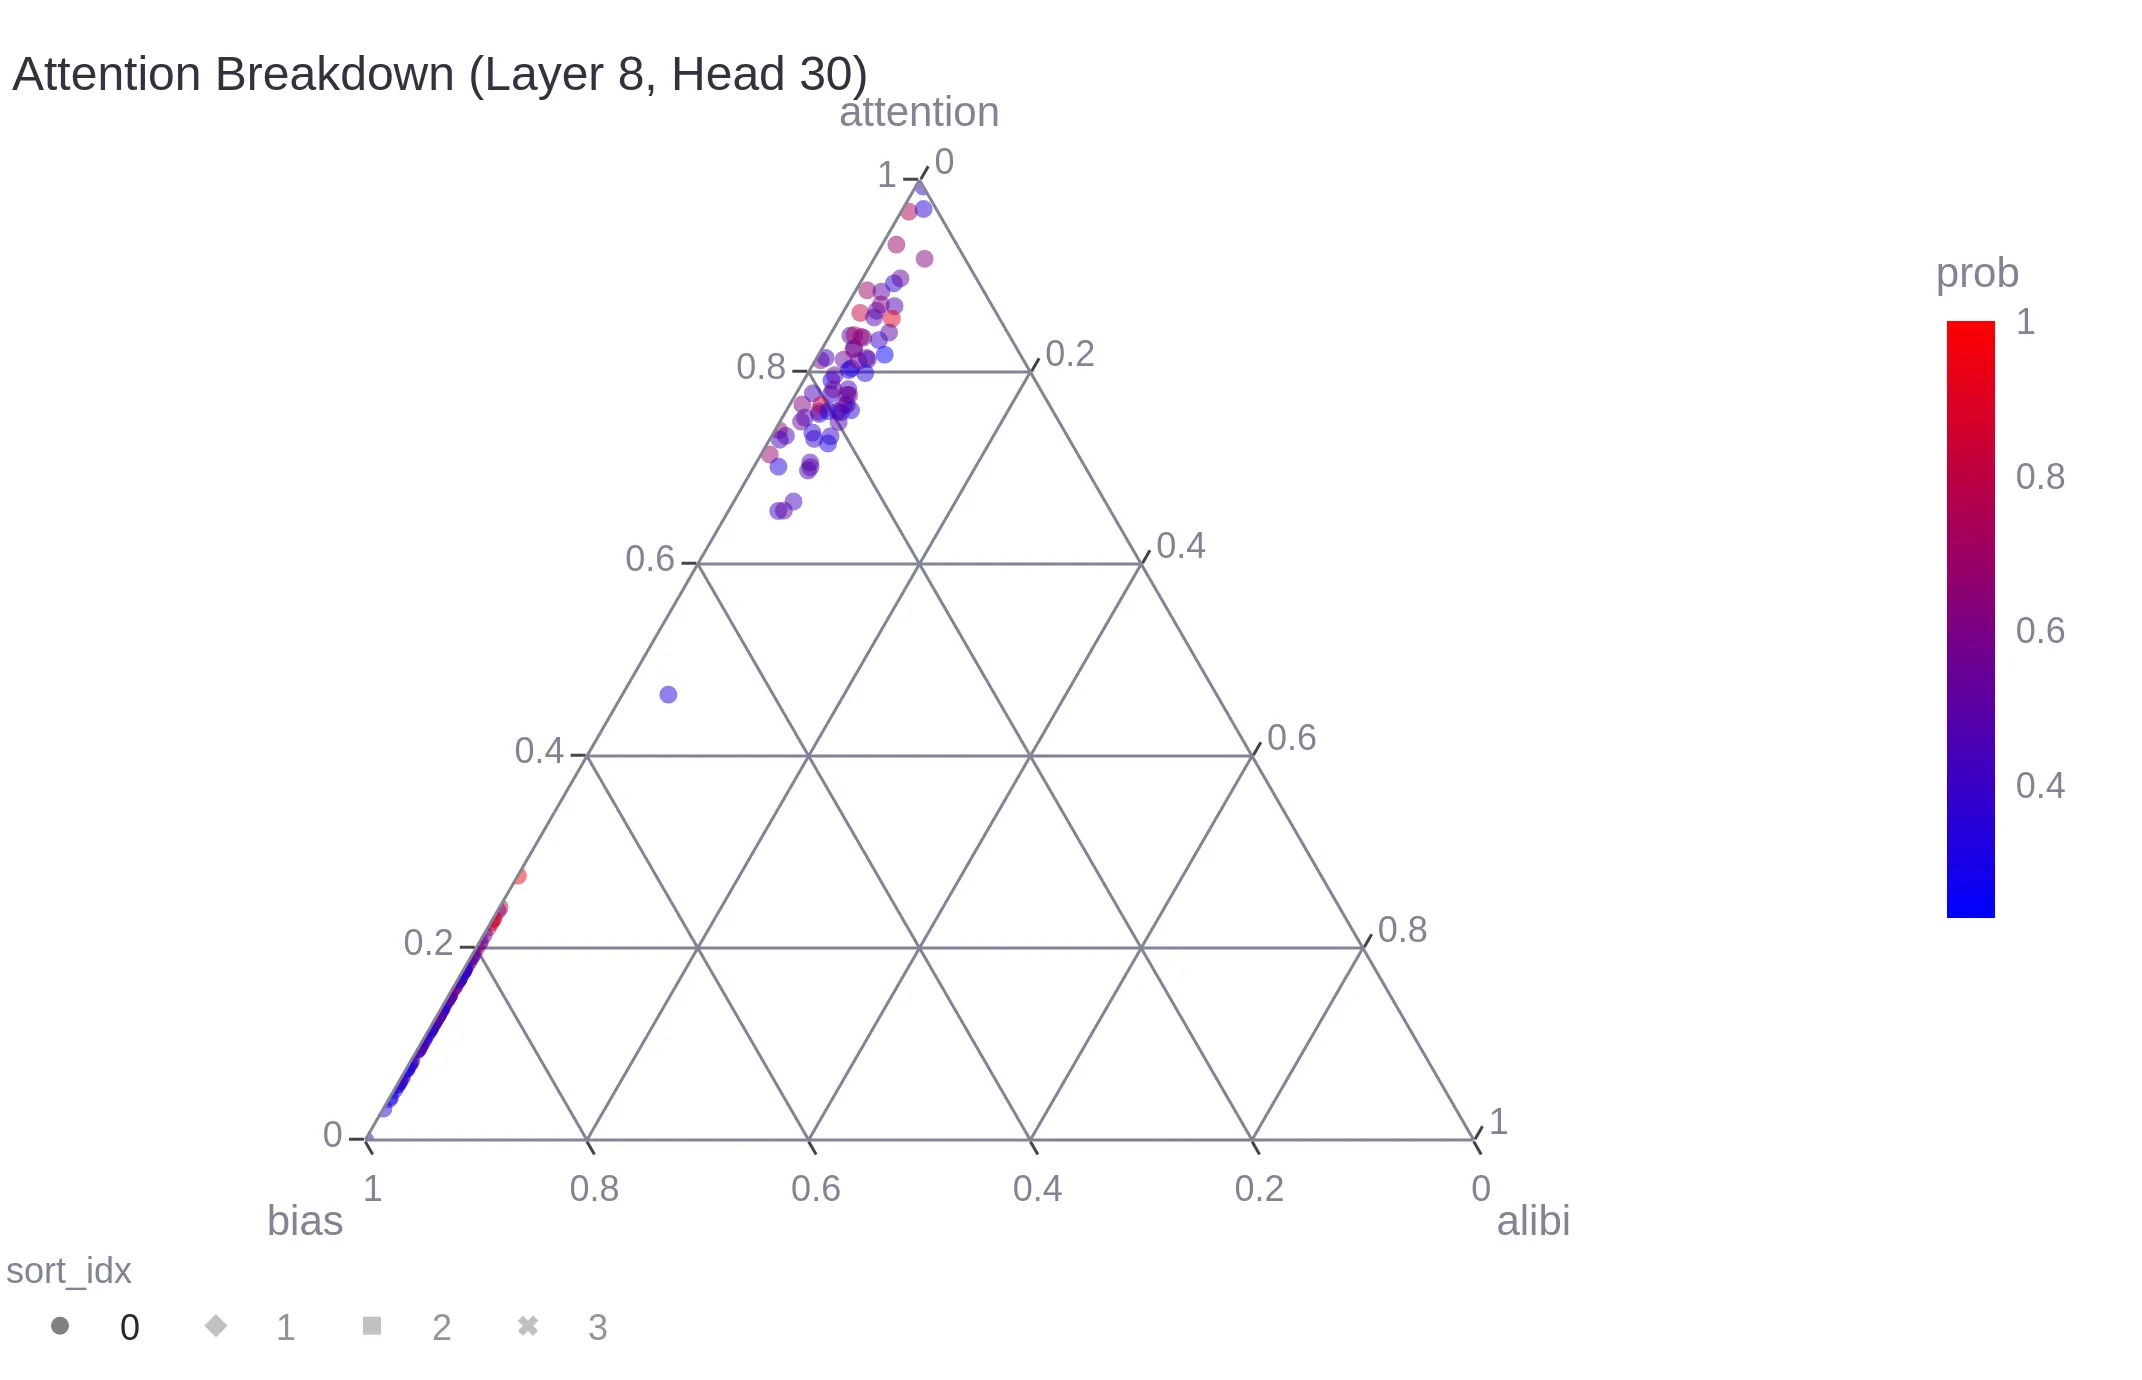 Attention Breakdown (Layer 8, Head 30)
attention
1 0
0.8 0.2
0.6 0.4
0.4 0.6
0.2 0.8
0 1
1 0.8 0.6 0.4 0.2 0
bias alibi
prob
1
0.8
0.6
0.4
sort_idx
0 1 2 3